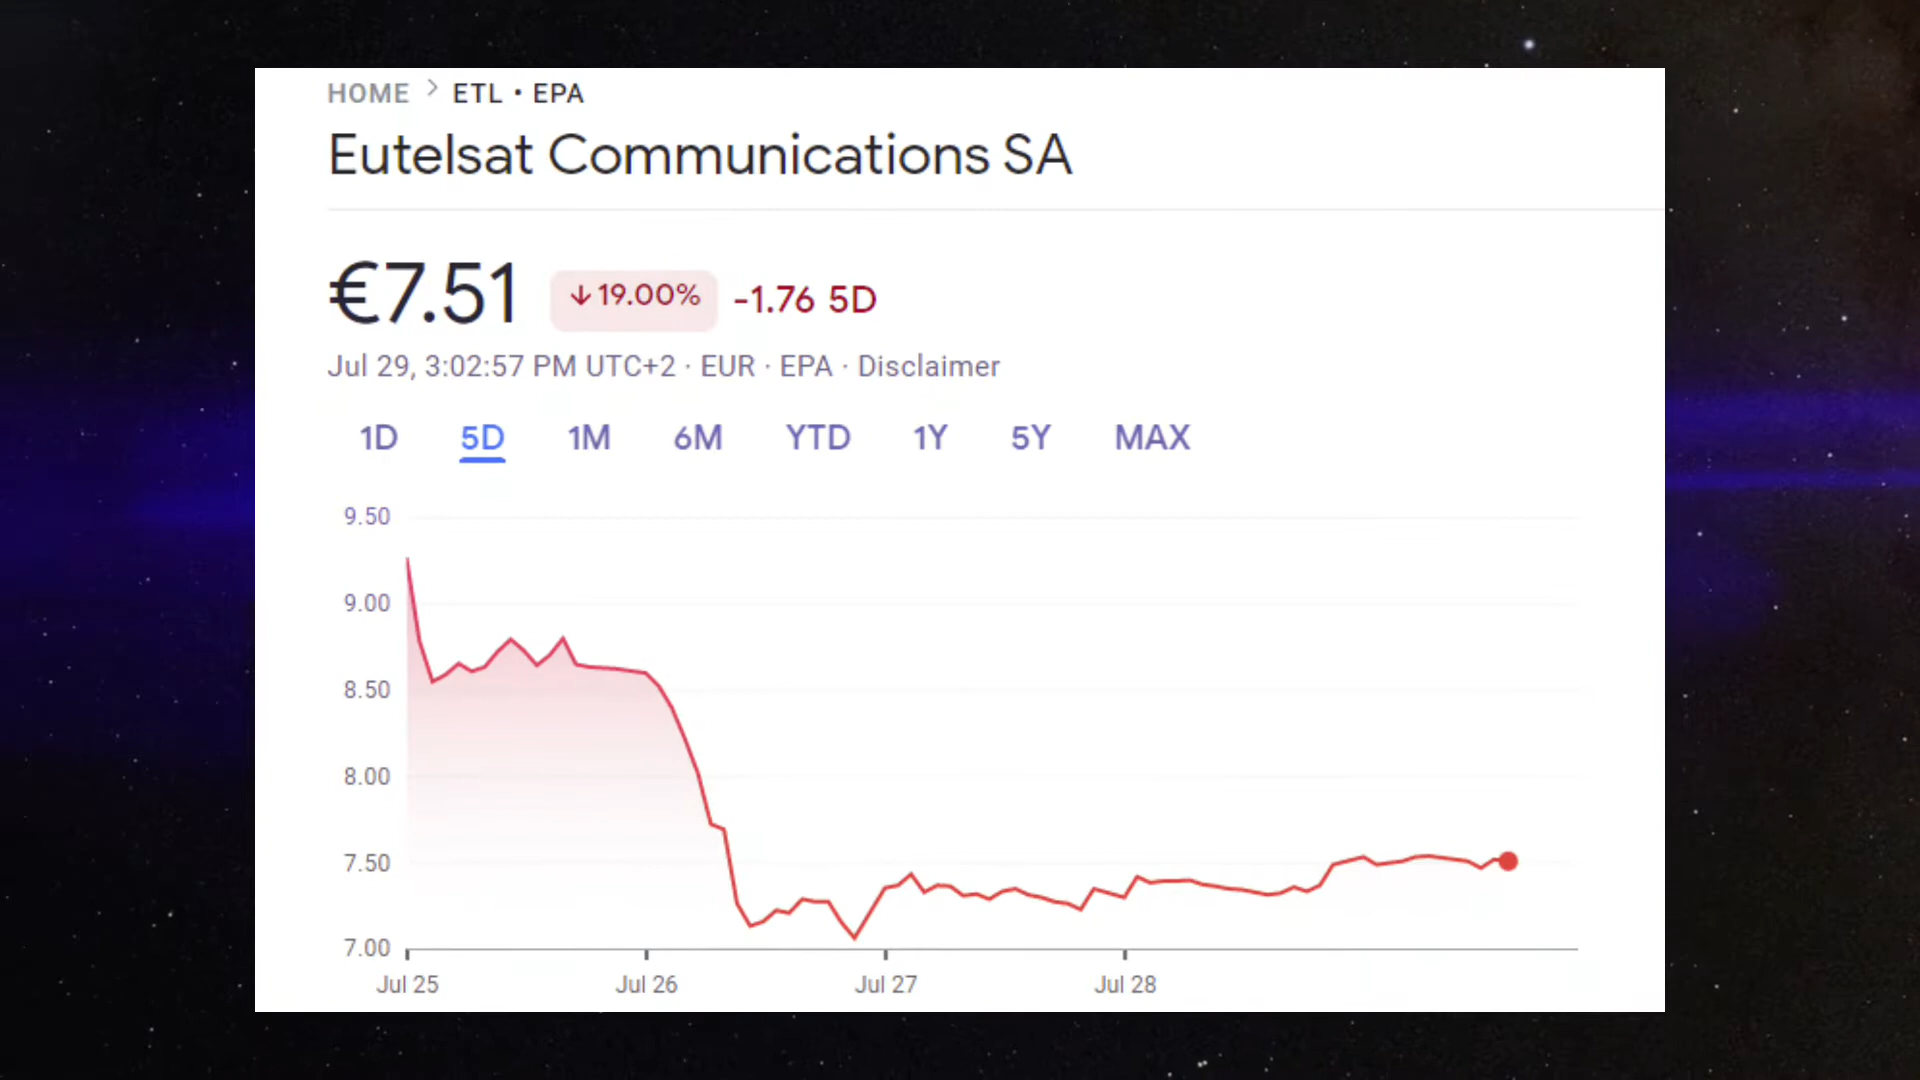 HOME > ETL • EPA
Eutelsat Communications SA
€7.51 ↓19.00% -1.76 5D
Jul 29, 3:02:57 PM UTC+2 · EUR · EPA · Disclaimer
1D 5D 1M 6M YTD 1Y 5Y MAX
9.50
9.00
8.50
8.00
7.50
7.00
Jul 25 Jul 26 Jul 27 Jul 28